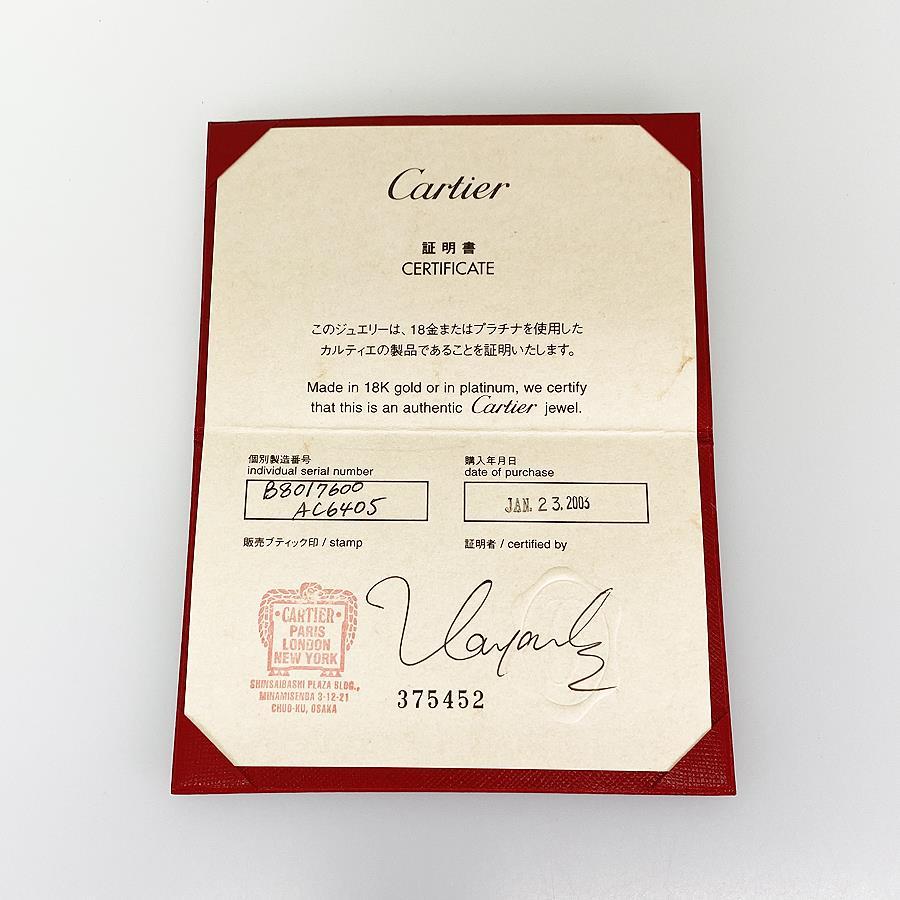 Cartier
証明書
CERTIFICATE
このジュエリーは、18金またはプラチナを使用した
カルティエの製品であることを証明いたします。
Made in 18K gold or in platinum, we certify
that this is an authentic Cartier jewel.
個別製造番号
individual serial number
B8017600
AC6405
購入年月日
date of purchase
JAN. 23. 2003
販売ブティック印 / stamp
証明者 / certified by
CARTIER
PARIS
LONDON
NEW YORK
SHINSAIBASHI PLAZA BLDG.,
MINAMISENBA 3-12-21
CHUO-KU, OSAKA
375452